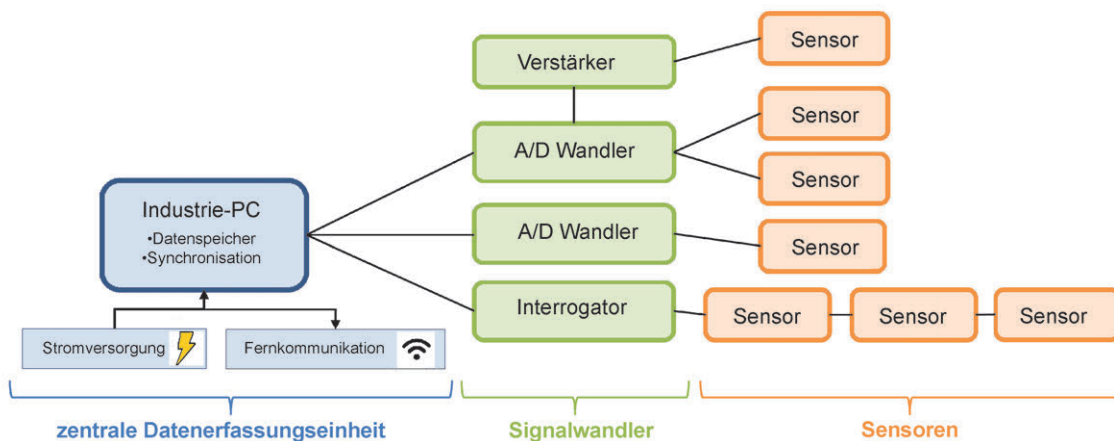 Verstärker
Sensor
A/D Wandler
Sensor
Sensor
Industrie-PC
•Datenspeicher
•Synchronisation
A/D Wandler
Sensor
Interrogator
Sensor
Sensor
Sensor
Stromversorgung
Fernkommunikation
zentrale Datenerfassungseinheit
Signalwandler
Sensoren